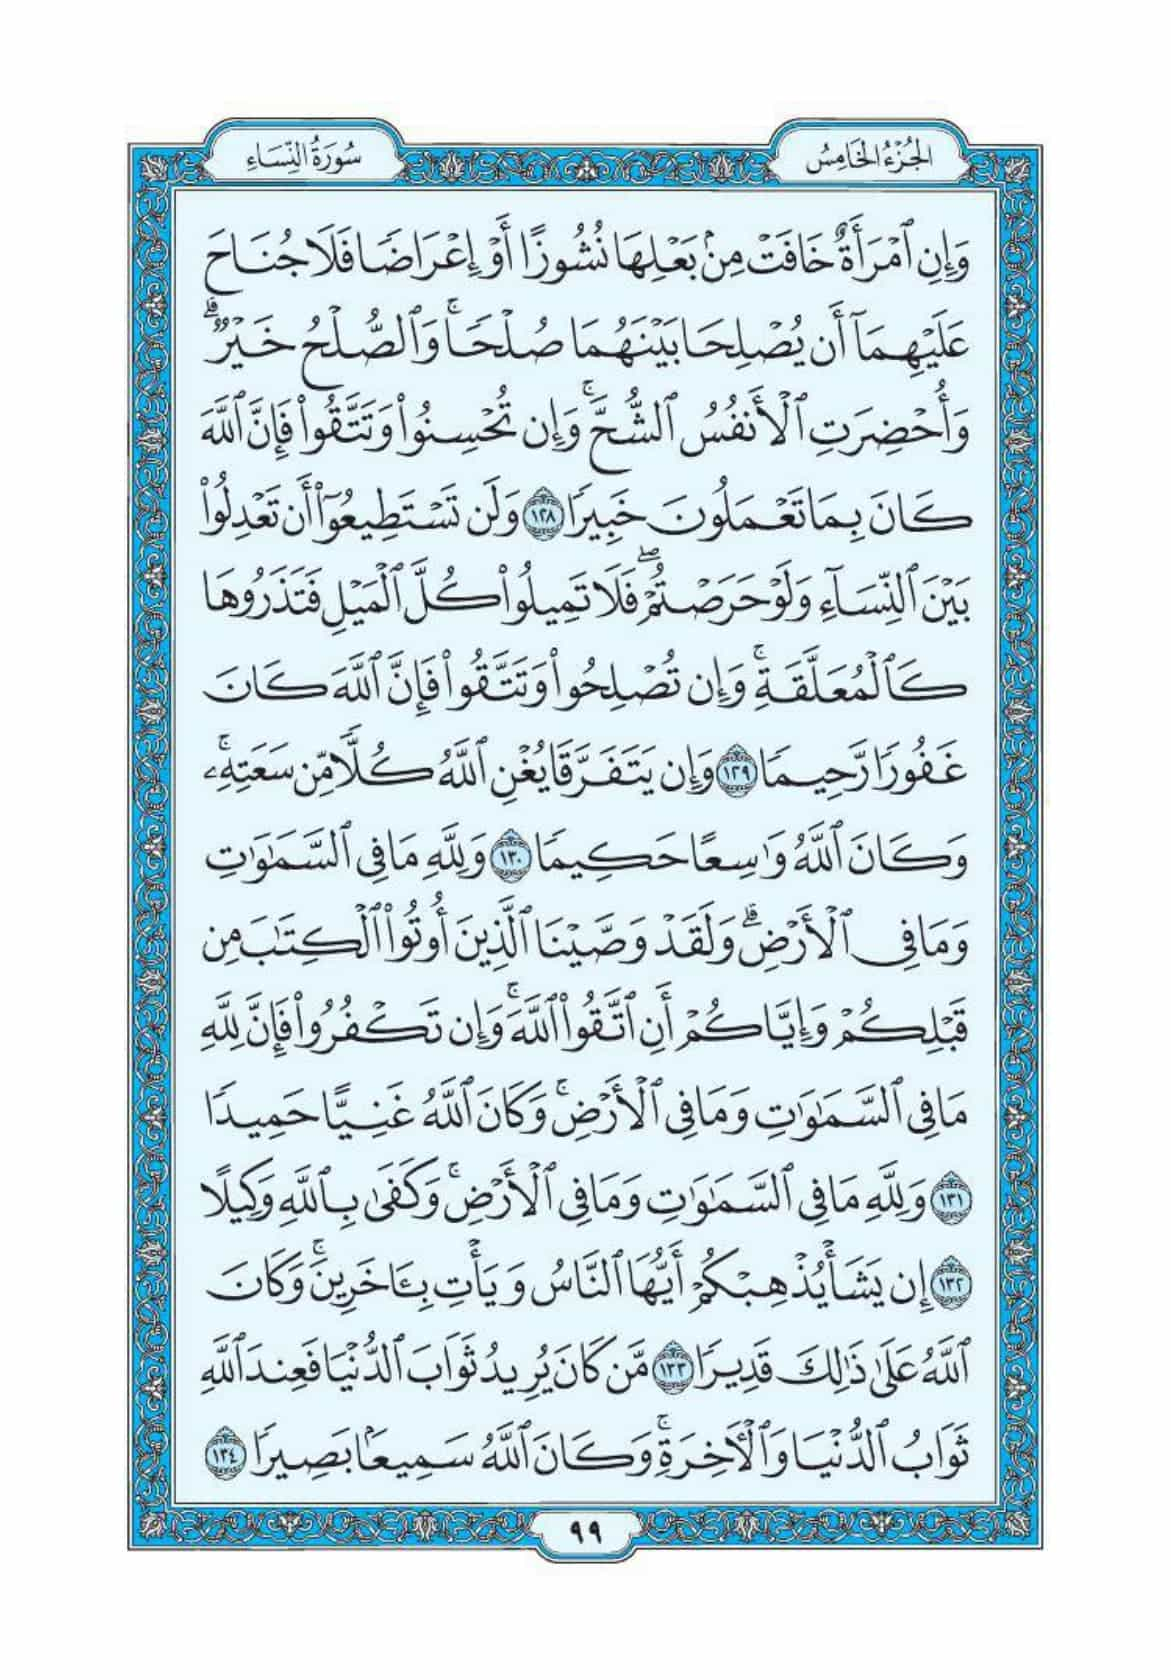 الجُزْءُ الخَامِسُ
سُورَةُ النِّسَاءِ
وَإِنِ ٱمۡرَأَةٌ خَافَتۡ مِنۢ بَعۡلِهَا نُشُوزًا أَوۡ إِعۡرَاضٗا فَلَا جُنَاحَ
عَلَيۡهِمَآ أَن يُصۡلِحَا بَيۡنَهُمَا صُلۡحٗاۚ وَٱلصُّلۡحُ خَيۡرٞۗ
وَأُحۡضِرَتِ ٱلۡأَنفُسُ ٱلشُّحَّۚ وَإِن تُحۡسِنُواْ وَتَتَّقُواْ فَإِنَّ ٱللَّهَ
كَانَ بِمَا تَعۡمَلُونَ خَبِيرٗا ١٢٨ وَلَن تَسۡتَطِيعُوٓاْ أَن تَعۡدِلُواْ
بَيۡنَ ٱلنِّسَآءِ وَلَوۡ حَرَصۡتُمۡۖ فَلَا تَمِيلُواْ كُلَّ ٱلۡمَيۡلِ فَتَذَرُوهَا
كَٱلۡمُعَلَّقَةِۚ وَإِن تُصۡلِحُواْ وَتَتَّقُواْ فَإِنَّ ٱللَّهَ كَانَ
غَفُورٗا رَّحِيمٗا ١٢٩ وَإِن يَتَفَرَّقَا يُغۡنِ ٱللَّهُ كُلّٗا مِّن سَعَتِهِۦۚ
وَكَانَ ٱللَّهُ وَٰسِعًا حَكِيمٗا ١٣٠ وَلِلَّهِ مَا فِي ٱلسَّمَٰوَٰتِ
وَمَا فِي ٱلۡأَرۡضِۗ وَلَقَدۡ وَصَّيۡنَا ٱلَّذِينَ أُوتُواْ ٱلۡكِتَٰبَ مِن
قَبۡلِكُمۡ وَإِيَّاكُمۡ أَنِ ٱتَّقُواْ ٱللَّهَۚ وَإِن تَكۡفُرُواْ فَإِنَّ لِلَّهِ
مَا فِي ٱلسَّمَٰوَٰتِ وَمَا فِي ٱلۡأَرۡضِۚ وَكَانَ ٱللَّهُ غَنِيًّا حَمِيدٗا
١٣١ وَلِلَّهِ مَا فِي ٱلسَّمَٰوَٰتِ وَمَا فِي ٱلۡأَرۡضِۚ وَكَفَىٰ بِٱللَّهِ وَكِيلًا
١٣٢ إِن يَشَأۡ يُذۡهِبۡكُمۡ أَيُّهَا ٱلنَّاسُ وَيَأۡتِ بِـَٔاخَرِينَۚ وَكَانَ
ٱللَّهُ عَلَىٰ ذَٰلِكَ قَدِيرٗا ١٣٣ مَّن كَانَ يُرِيدُ ثَوَابَ ٱلدُّنۡيَا فَعِندَ ٱللَّهِ
ثَوَابُ ٱلدُّنۡيَا وَٱلۡأٓخِرَةِۚ وَكَانَ ٱللَّهُ سَمِيعَۢا بَصِيرٗا ١٣٤
٩٩